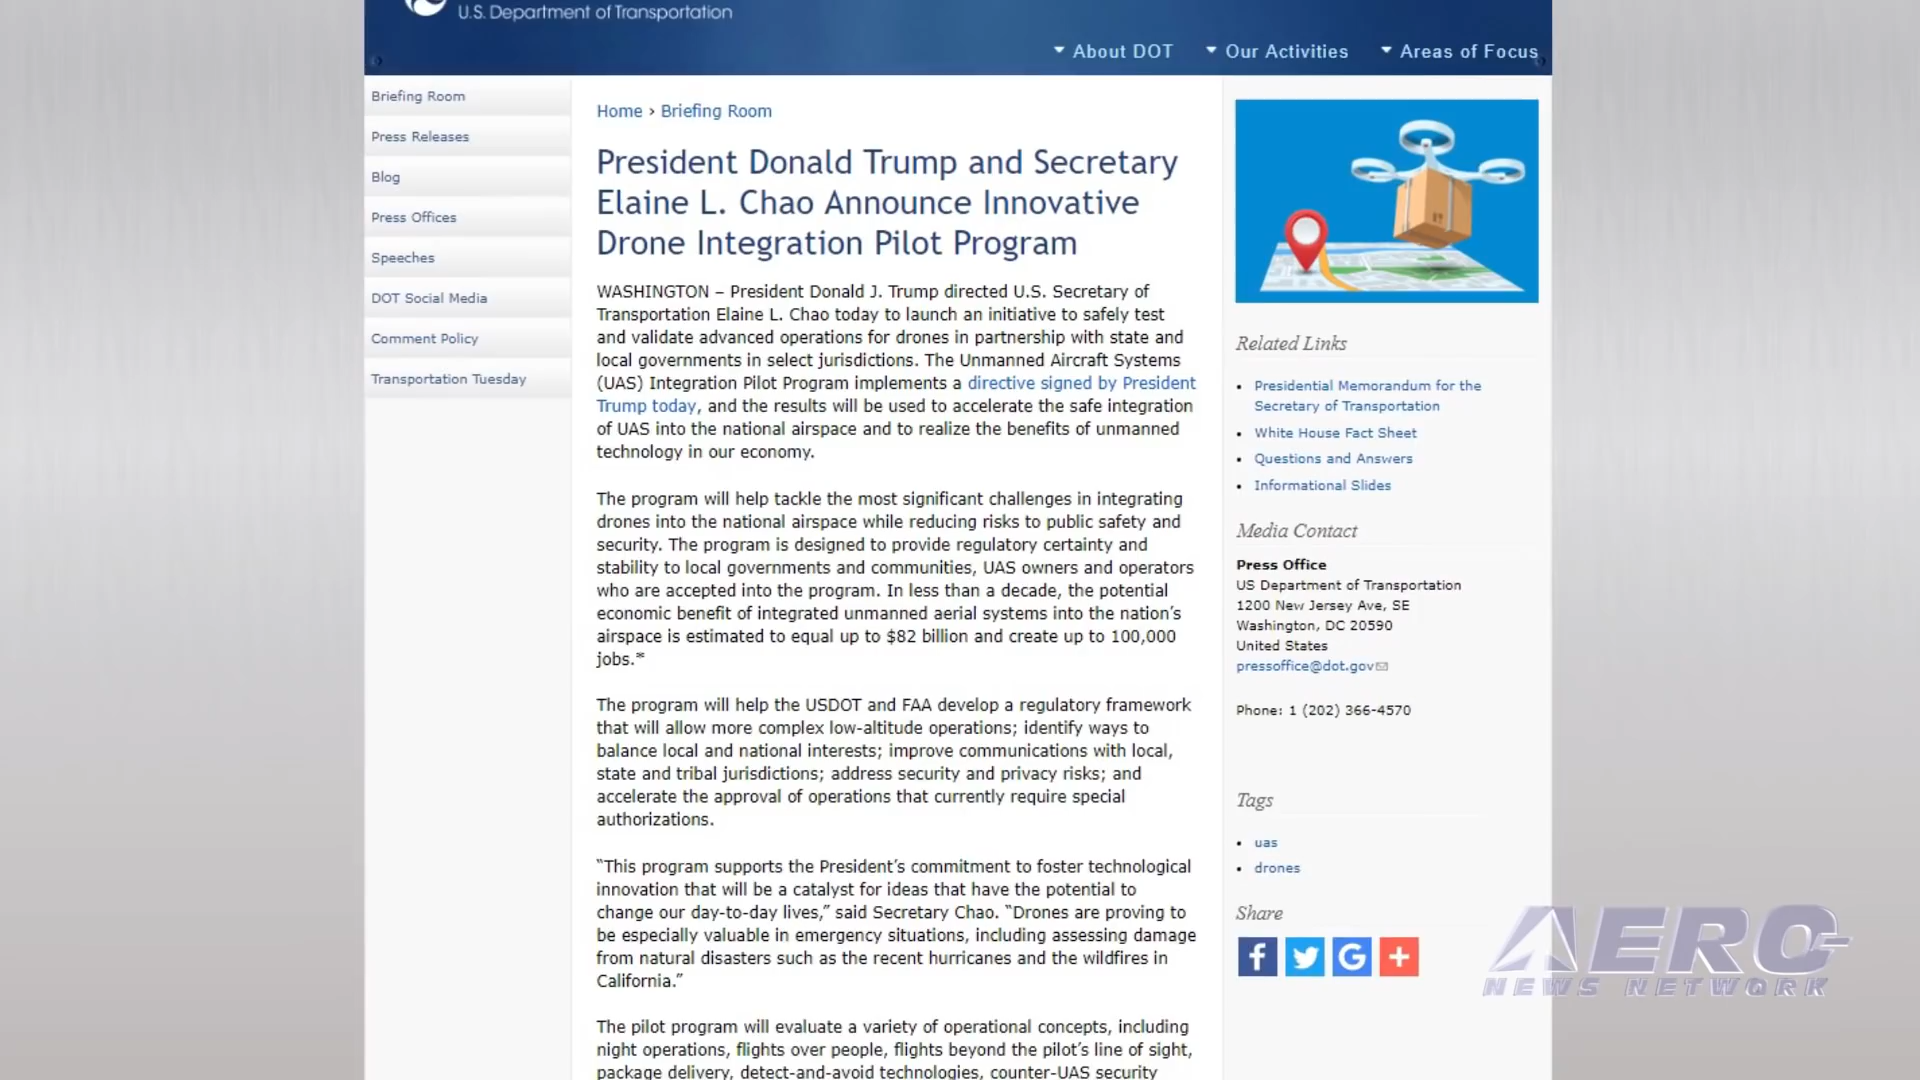 U.S. Department of Transportation
About DOT
Our Activities
Areas of Focus
Briefing Room
Press Releases
Blog
Press Offices
Speeches
DOT Social Media
Comment Policy
Transportation Tuesday
Home › Briefing Room
President Donald Trump and Secretary
Elaine L. Chao Announce Innovative
Drone Integration Pilot Program
WASHINGTON – President Donald J. Trump directed U.S. Secretary of
Transportation Elaine L. Chao today to launch an initiative to safely test
and validate advanced operations for drones in partnership with state and
local governments in select jurisdictions. The Unmanned Aircraft Systems
(UAS) Integration Pilot Program implements a directive signed by President
Trump today, and the results will be used to accelerate the safe integration
of UAS into the national airspace and to realize the benefits of unmanned
technology in our economy.
The program will help tackle the most significant challenges in integrating
drones into the national airspace while reducing risks to public safety and
security. The program is designed to provide regulatory certainty and
stability to local governments and communities, UAS owners and operators
who are accepted into the program. In less than a decade, the potential
economic benefit of integrated unmanned aerial systems into the nation’s
airspace is estimated to equal up to $82 billion and create up to 100,000
jobs.*
The program will help the USDOT and FAA develop a regulatory framework
that will allow more complex low-altitude operations; identify ways to
balance local and national interests; improve communications with local,
state and tribal jurisdictions; address security and privacy risks; and
accelerate the approval of operations that currently require special
authorizations.
“This program supports the President’s commitment to foster technological
innovation that will be a catalyst for ideas that have the potential to
change our day-to-day lives,” said Secretary Chao. “Drones are proving to
be especially valuable in emergency situations, including assessing damage
from natural disasters such as the recent hurricanes and the wildfires in
California.”
The pilot program will evaluate a variety of operational concepts, including
night operations, flights over people, flights beyond the pilot’s line of sight,
package delivery, detect-and-avoid technologies, counter-UAS security
Related Links
Presidential Memorandum for the
Secretary of Transportation
White House Fact Sheet
Questions and Answers
Informational Slides
Media Contact
Press Office
US Department of Transportation
1200 New Jersey Ave, SE
Washington, DC 20590
United States
pressoffice@dot.gov
Phone: 1 (202) 366-4570
Tags
uas
drones
Share
AERO
NEWS NETWORK